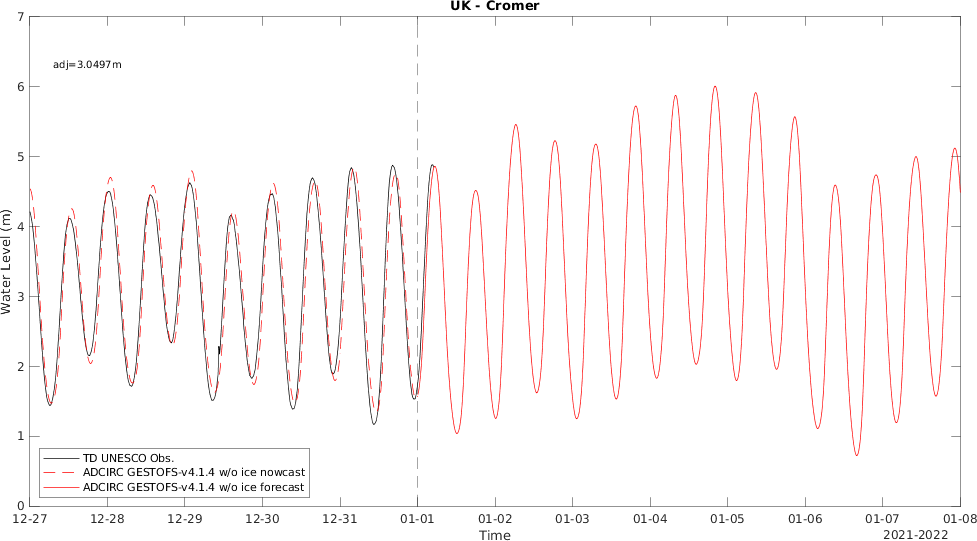 UK - Cromer
7
adj=3.0497m
6
5
4
3
2
1
0
Water Level (m)
TD UNESCO Obs.
ADCIRC GESTOFS-v4.1.4 w/o ice nowcast
ADCIRC GESTOFS-v4.1.4 w/o ice forecast
12-27 12-28 12-29 12-30 12-31 01-01 01-02 01-03 01-04 01-05 01-06 01-07 01-08
Time
2021-2022